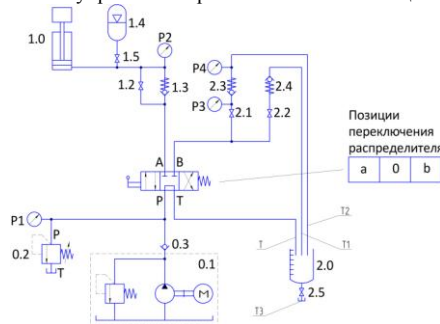 1.4
1.0
P2
1.5
P4
1.2
1.3
2.3
2.4
P3
2.1
2.2
Позиции
переключения
распределителя
A B
a 0 b
P T
P1
T2
P
0.3
T
T1
0.2
0.1
2.0
T
M
2.5
T3